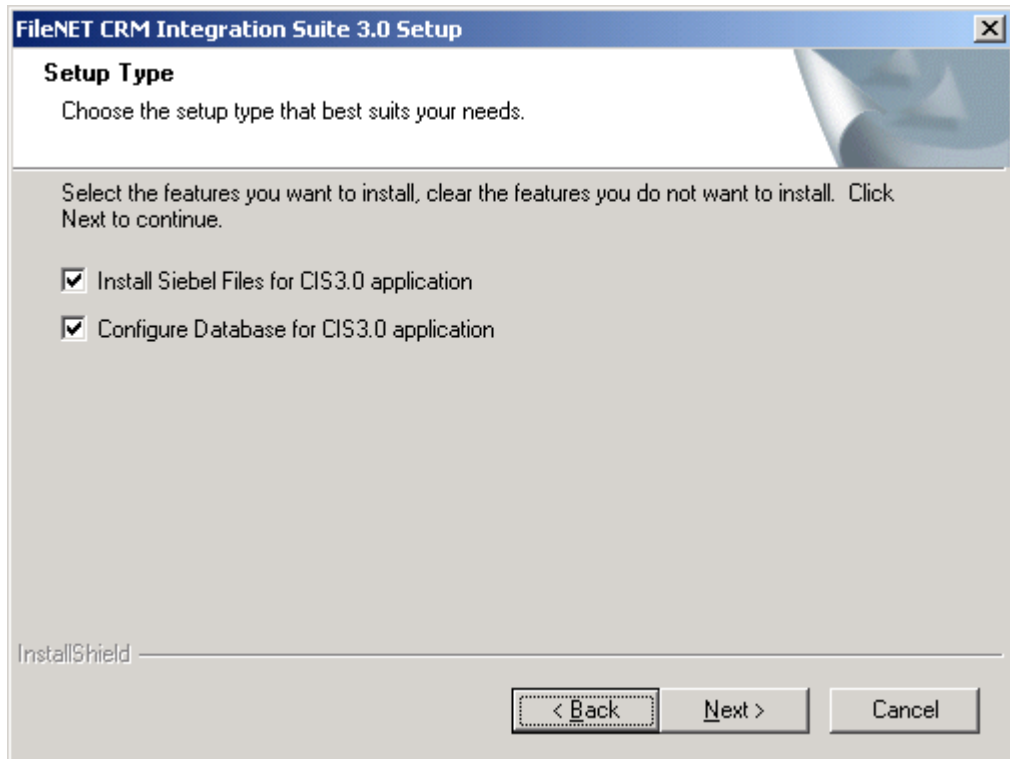 FileNET CRM Integration Suite 3.0 Setup
Setup Type
Choose the setup type that best suits your needs.
Select the features you want to install, clear the features you do not want to install.  Click
Next to continue.
Install Siebel Files for CIS3.0 application
Configure Database for CIS3.0 application
InstallShield
< Back
Next >
Cancel